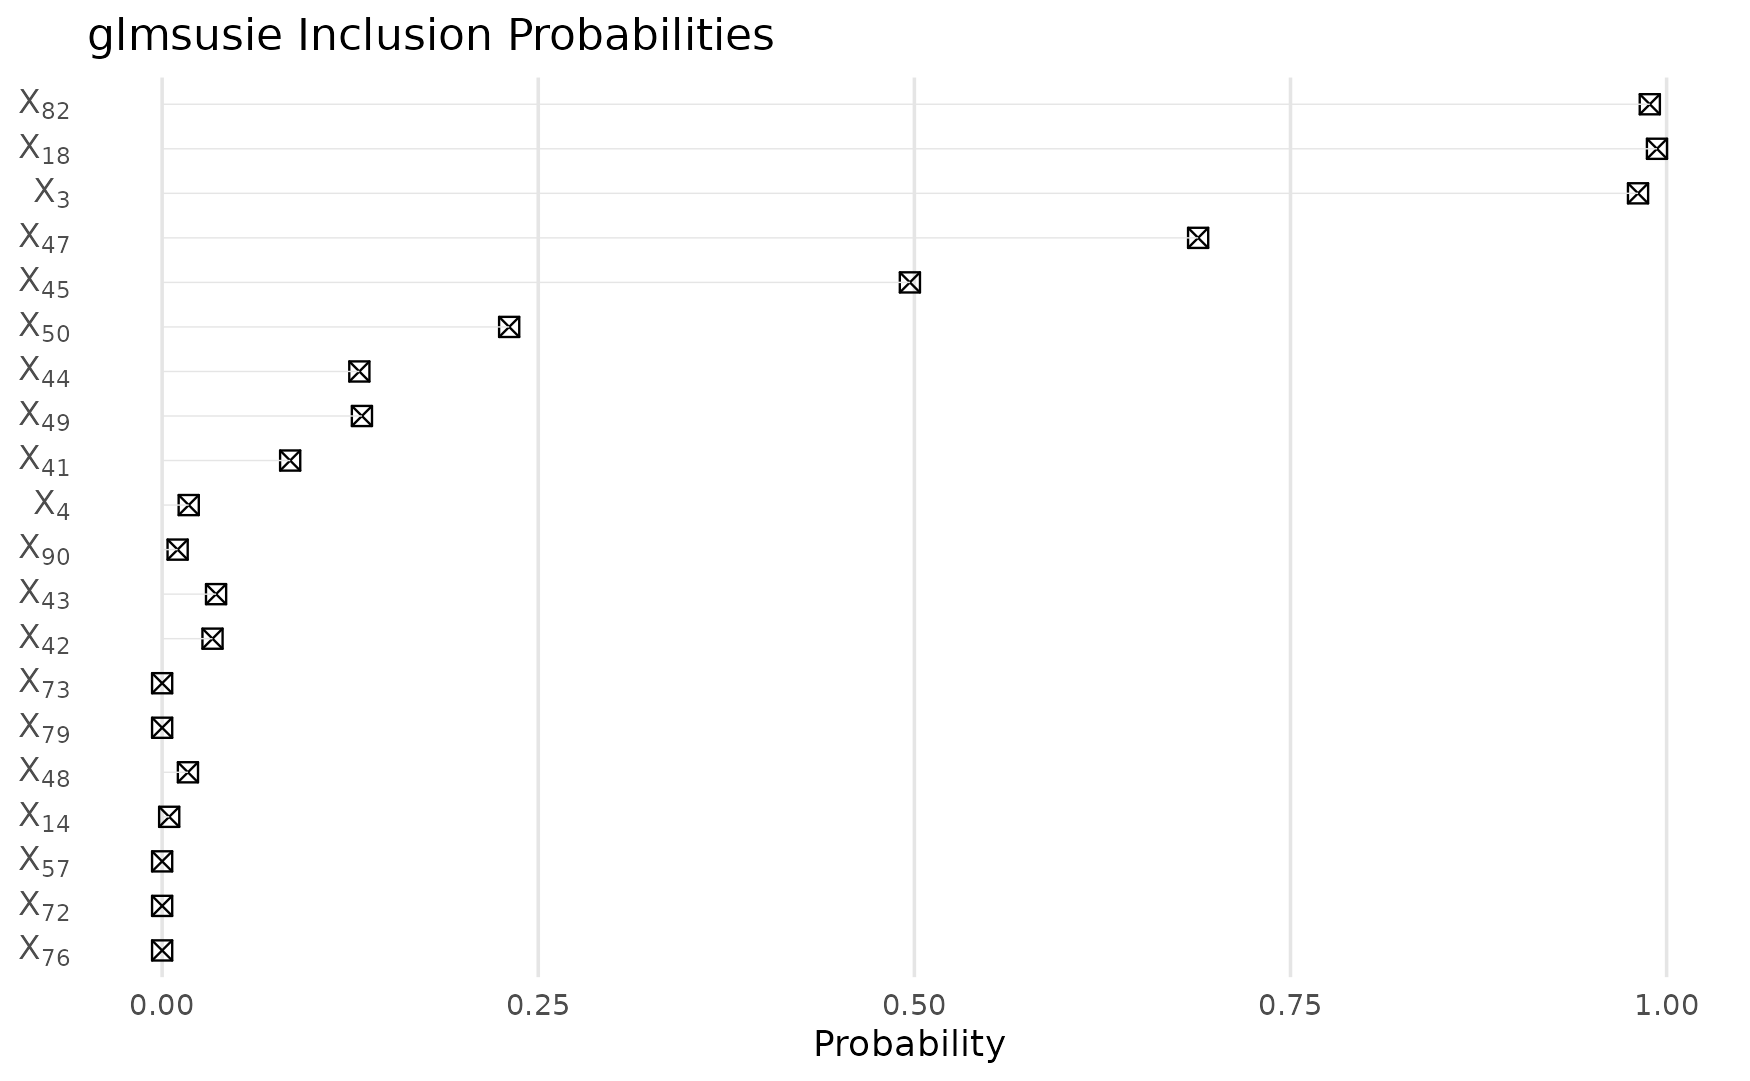 glmsusie Inclusion Probabilities
X₈₂
X₁₈
X₃
X₄₇
X₄₅
X₅₀
X₄₄
X₄₉
X₄₁
X₄
X₉₀
X₄₃
X₄₂
X₇₃
X₇₉
X₄₈
X₁₄
X₅₇
X₇₂
X₇₆
0.00 0.25 0.50 0.75 1.00
Probability